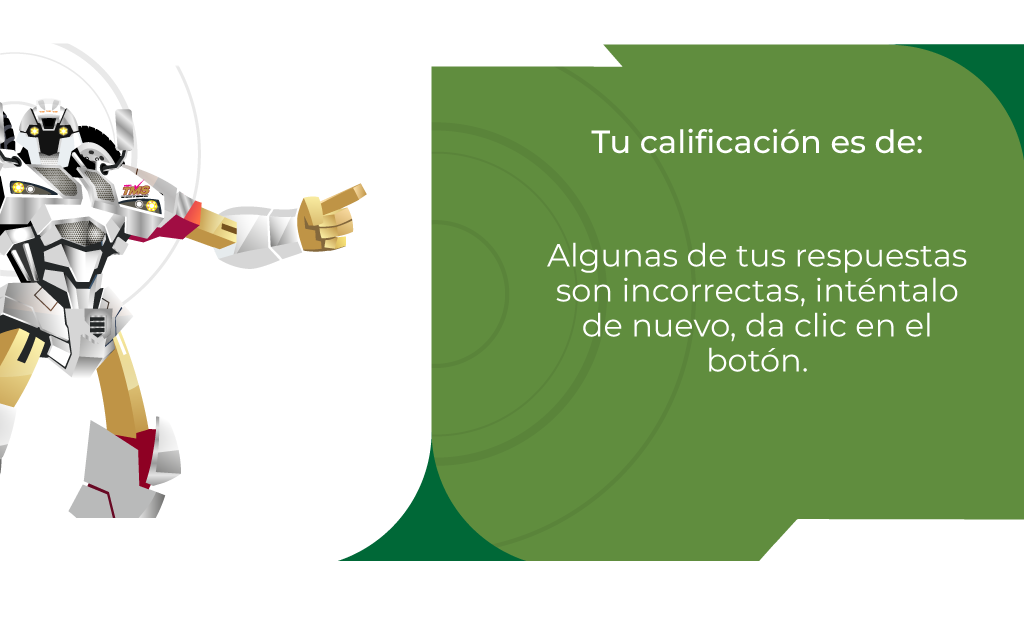 Tu calificación es de:
Algunas de tus respuestas
son incorrectas, inténtalo
de nuevo, da clic en el
botón.